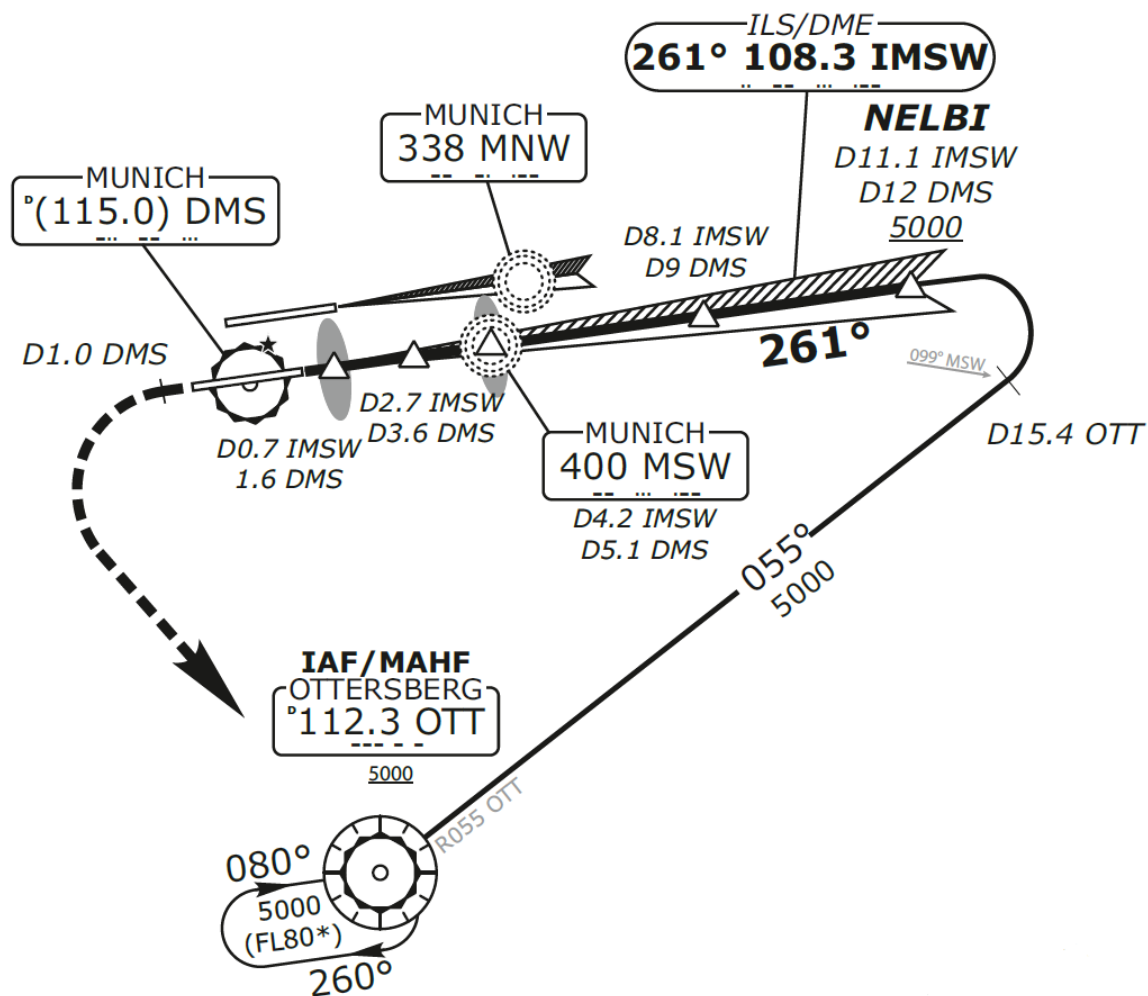 ILS/DME
261° 108.3 IMSW
NELBI
D11.1 IMSW
D12 DMS
5000
MUNICH
338 MNW
MUNICH
D(115.0) DMS
D8.1 IMSW
D9 DMS
261°
099° MSW
D15.4 OTT
D1.0 DMS
D2.7 IMSW
D3.6 DMS
D0.7 IMSW
1.6 DMS
MUNICH
400 MSW
D4.2 IMSW
D5.1 DMS
055°
5000
IAF/MAHF
OTTERSBERG
D112.3 OTT
5000
R055 OTT
080°
5000
(FL80*)
260°